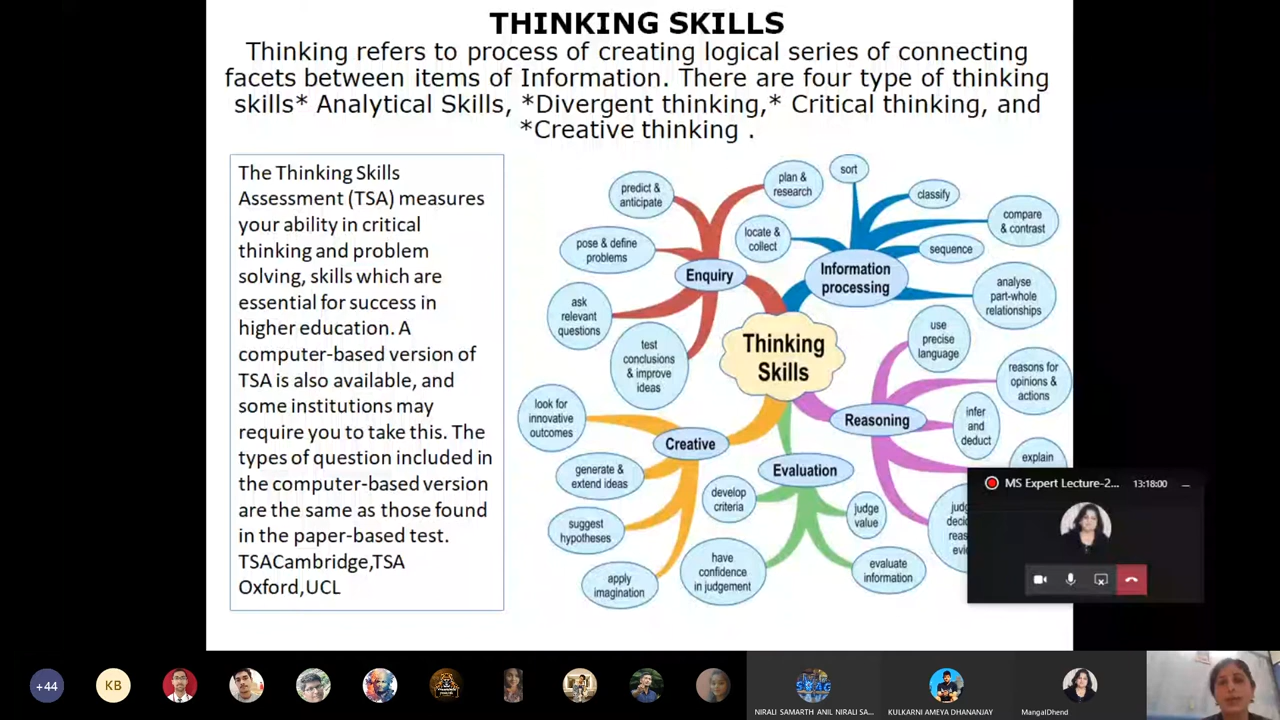 THINKING SKILLS
Thinking refers to process of creating logical series of connecting
facets between items of Information. There are four type of thinking
skills* Analytical Skills, *Divergent thinking,* Critical thinking, and
*Creative thinking .
The Thinking Skills
Assessment (TSA) measures
your ability in critical
thinking and problem
solving, skills which are
essential for success in
higher education. A
computer-based version of
TSA is also available, and
some institutions may
require you to take this. The
types of question included in
the computer-based version
are the same as those found
in the paper-based test.
TSACambridge,TSA
Oxford,UCL
Thinking
Skills
Enquiry
predict &
anticipate
plan &
research
pose & define
problems
ask
relevant
questions
test
conclusions
& improve
ideas
Information
processing
sort
classify
locate &
collect
compare
& contrast
sequence
analyse
part-whole
relationships
Reasoning
use
precise
language
reasons for
opinions &
actions
infer
and
deduct
explain
Evaluation
develop
criteria
judge
value
have
confidence
in judgement
evaluate
information
Creative
look for
innovative
outcomes
generate &
extend ideas
suggest
hypotheses
apply
imagination
MS Expert Lecture-2... 13:18:00
+44
KB
NIRALI SAMARTH ANIL NIRALI SA...
KULKARNI AMEYA DHANANJAY
MangalDhend